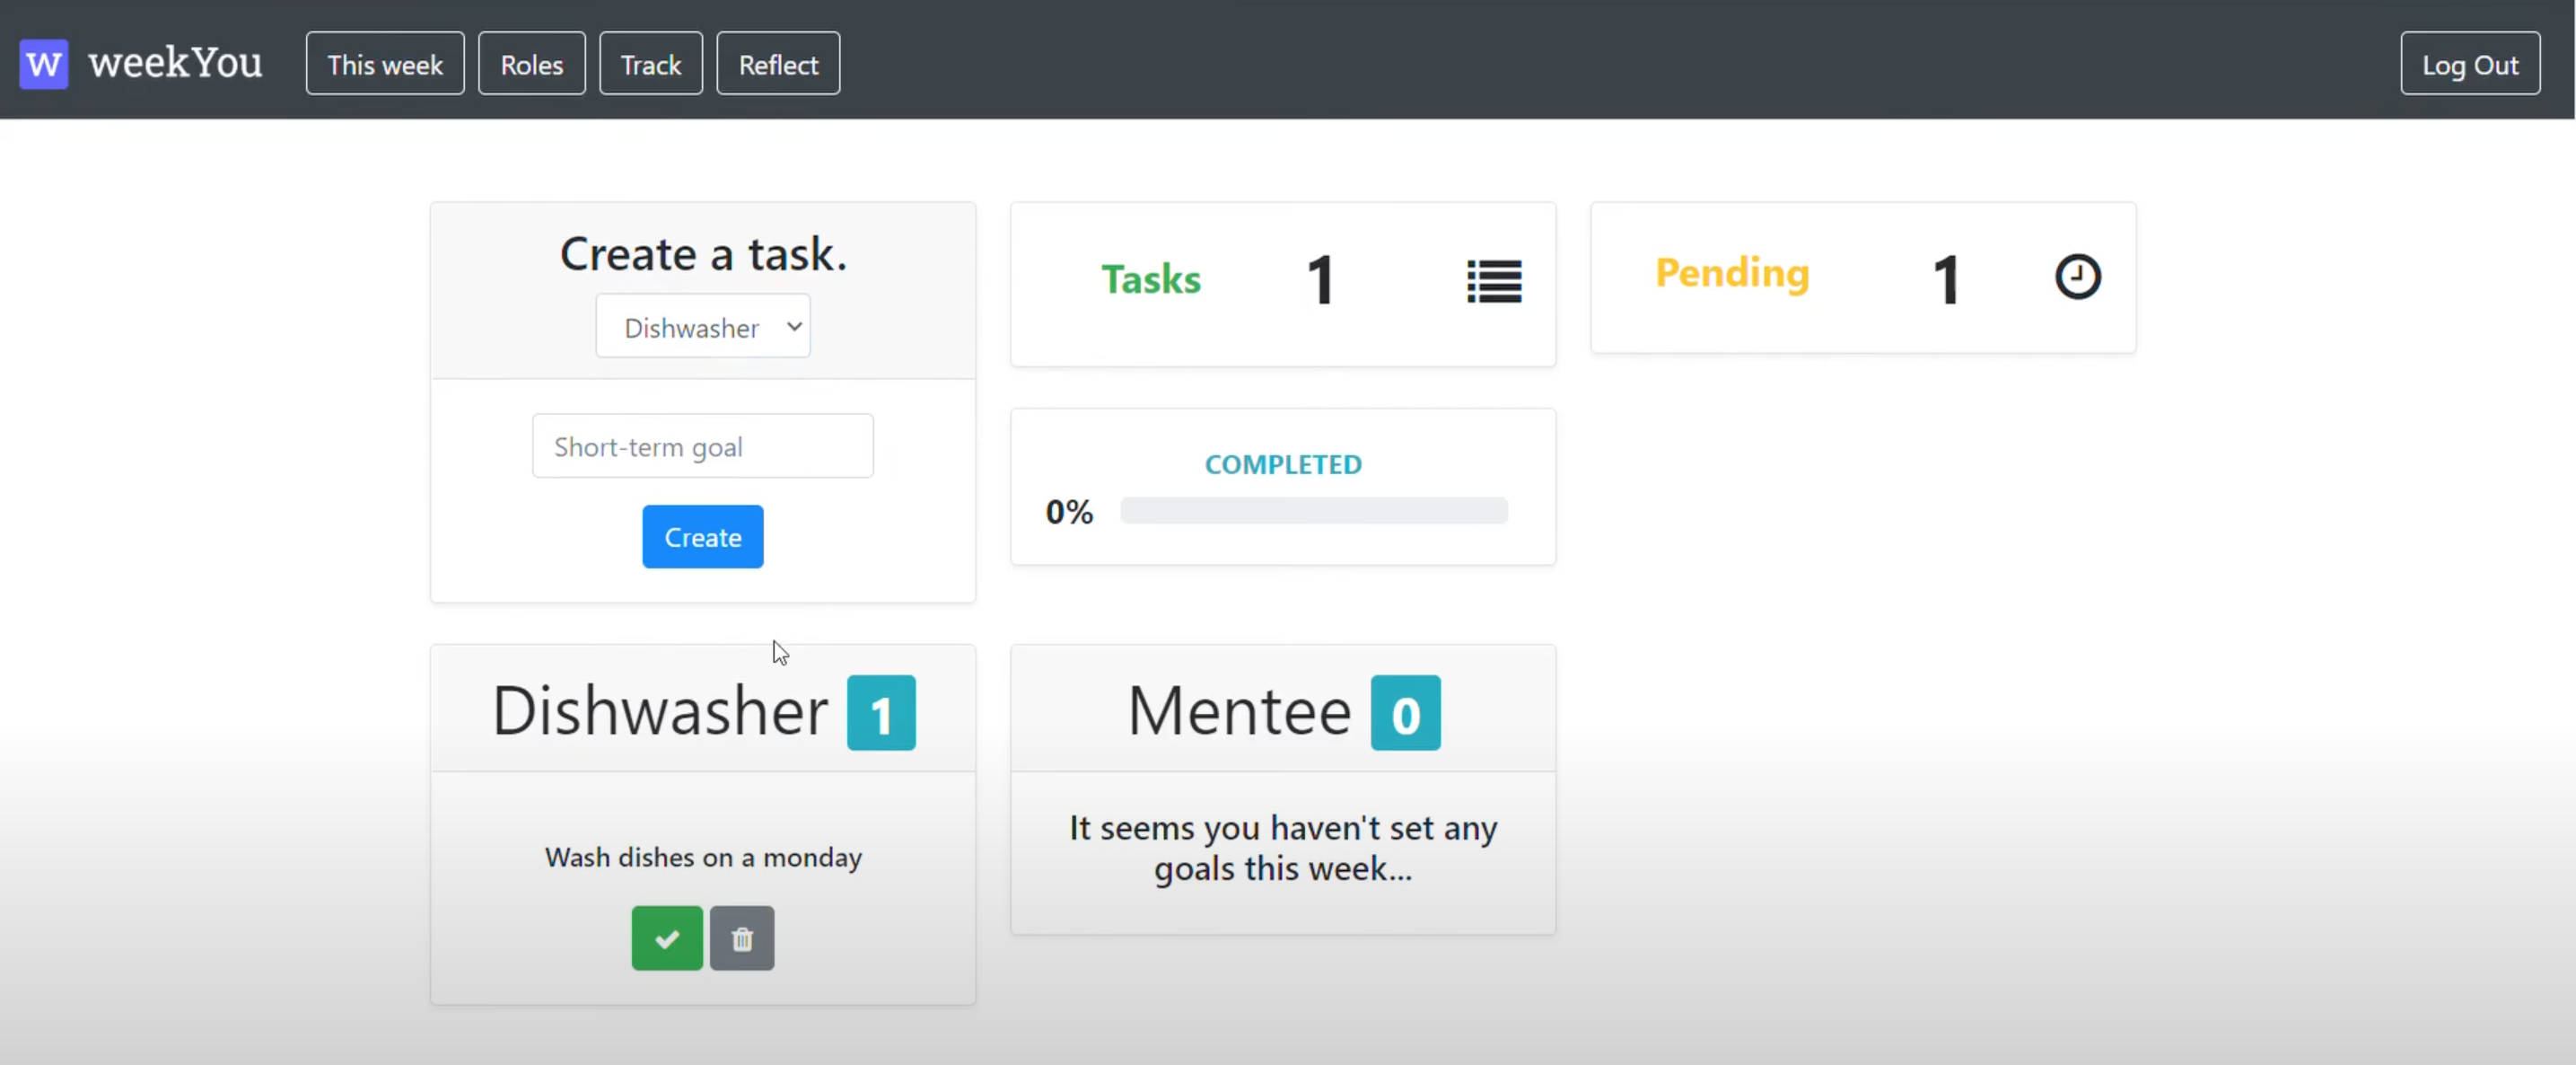 w weekYou
This week
Roles
Track
Reflect
Log Out
Create a task.
Dishwasher
Short-term goal
Create
Tasks 1
Pending 1
COMPLETED
0%
Dishwasher 1
Wash dishes on a monday
Mentee 0
It seems you haven't set any
goals this week...